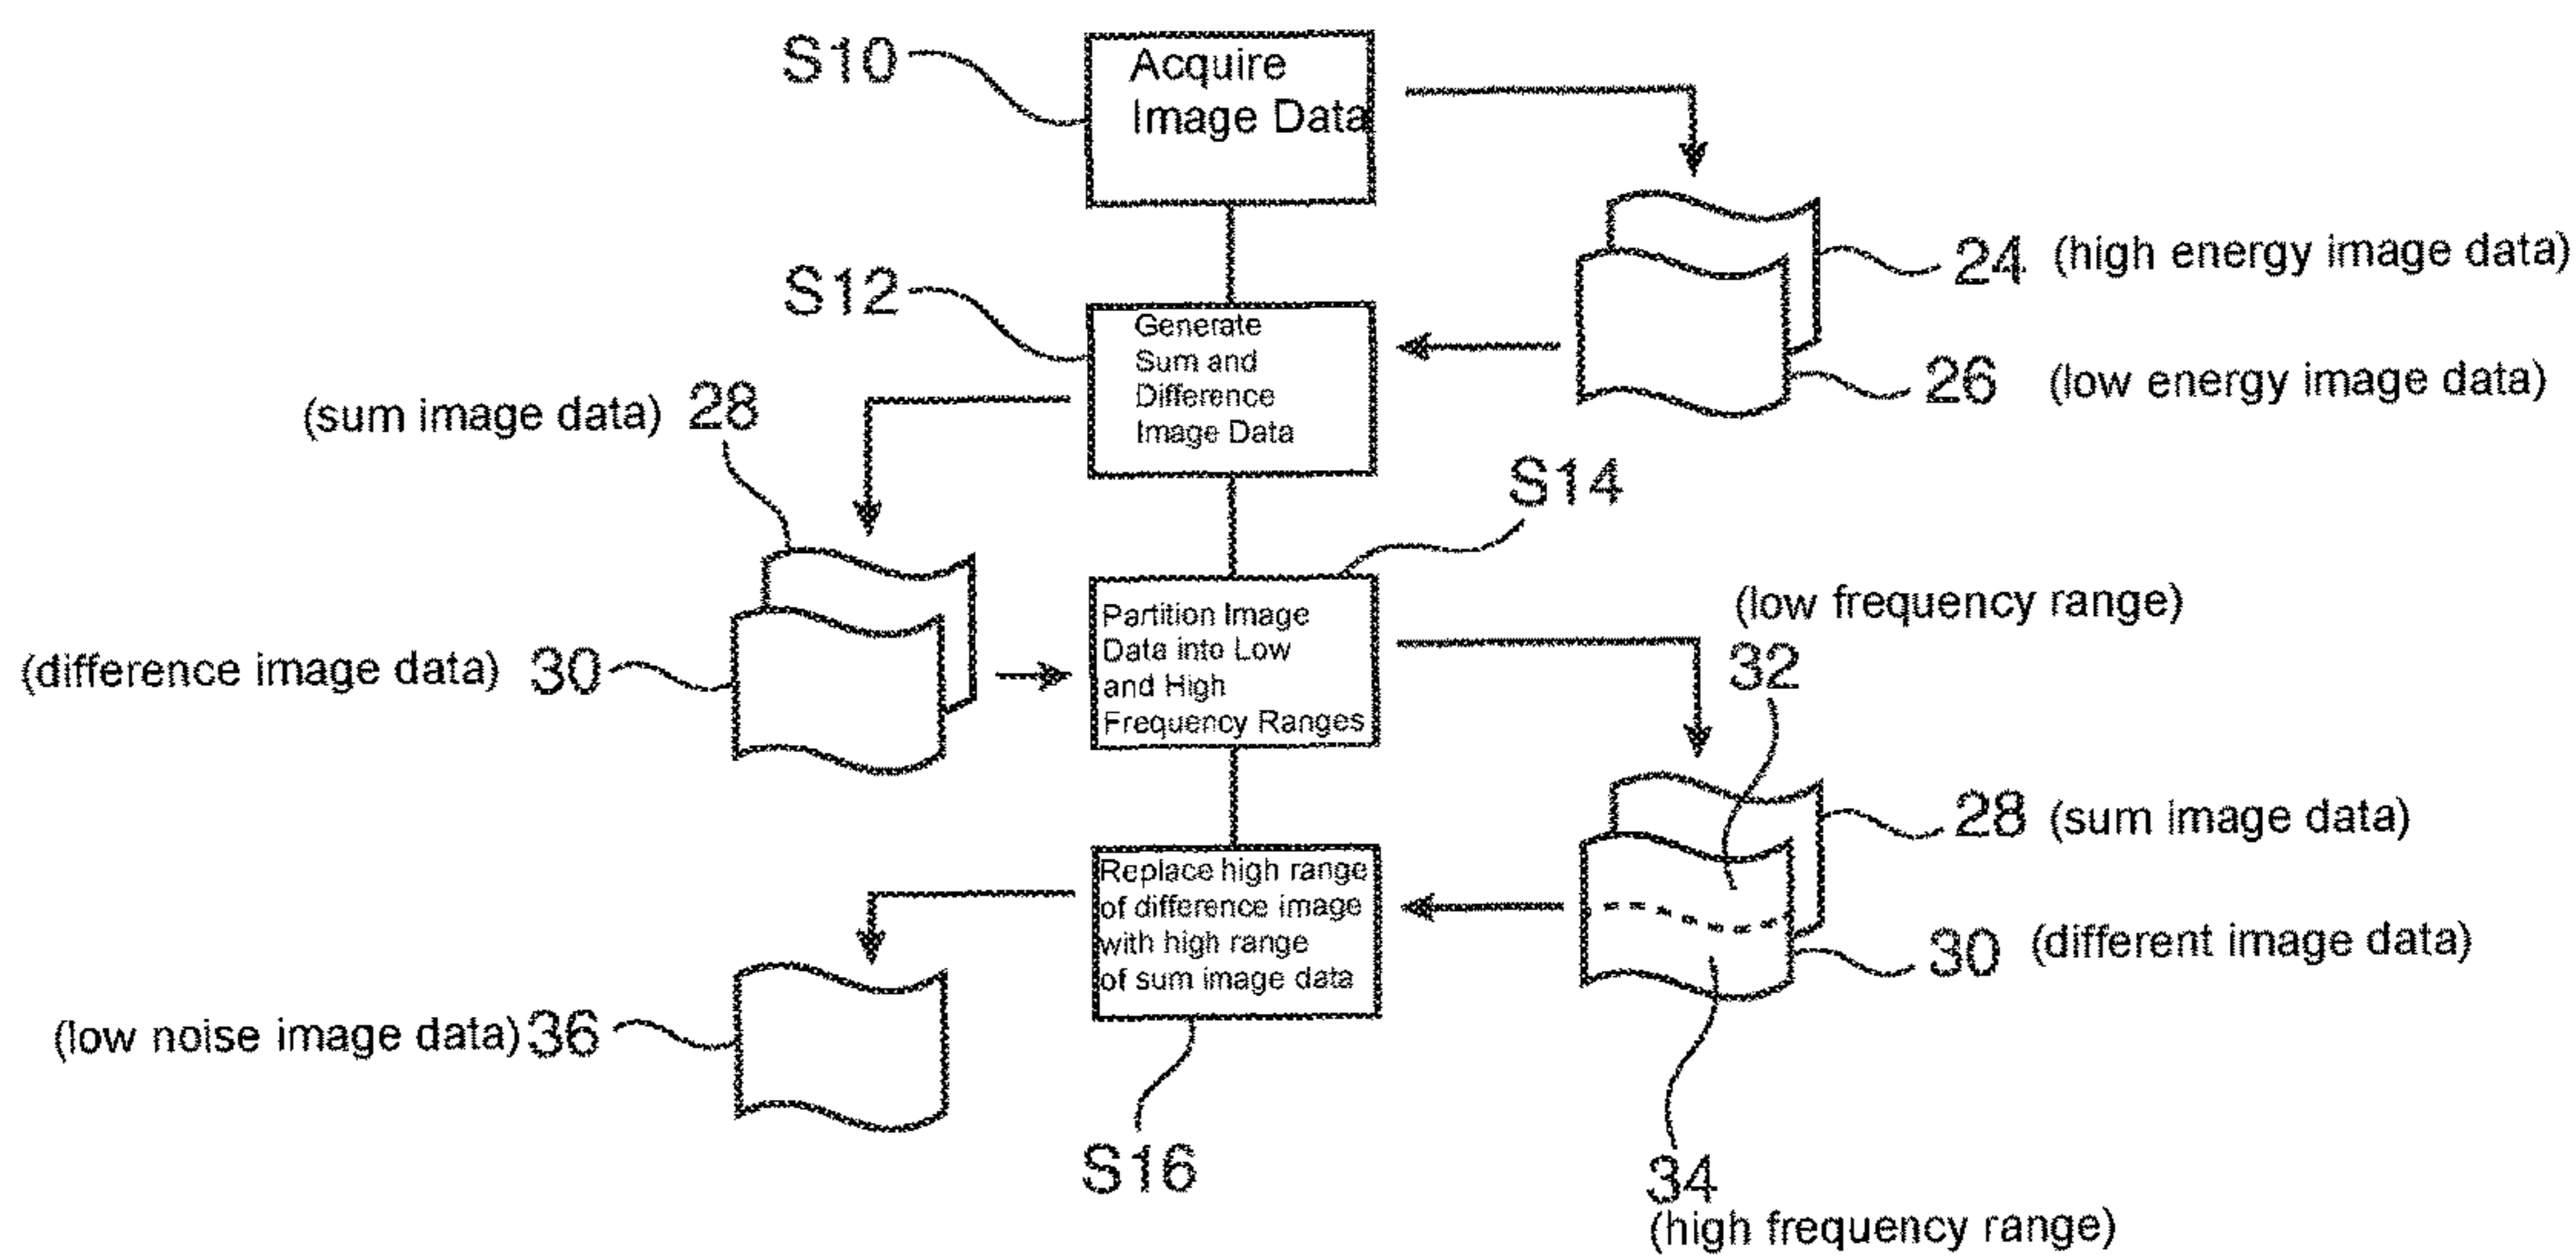 S10
Acquire
Image Data
24 (high energy image data)
S12
Generate
Sum and
Difference
Image Data
26 (low energy image data)
(sum image data) 28
S14
(difference image data) 30
Partition Image
Data into Low
and High
Frequency Ranges
(low frequency range)
32
28 (sum image data)
Replace high range
of difference image
with high range
of sum image data
30 (different image data)
(low noise image data) 36
S16
34
(high frequency range)